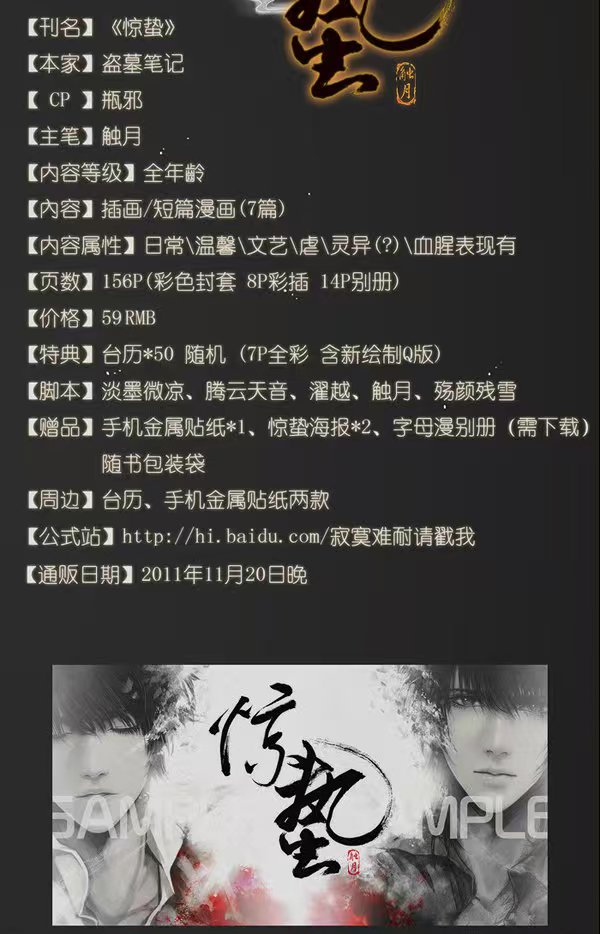 蛰
触月
【刊名】《惊蛰》
【本家】盗墓笔记
【 CP 】瓶邪
【主笔】触月
【内容等级】全年龄
【内容】插画/短篇漫画(7篇)
【内容属性】日常\温馨\文艺\虐\灵异(?)\血腥表现有
【页数】156P(彩色封套 8P彩插 14P别册)
【价格】59RMB
【特典】台历*50 随机 (7P全彩 含新绘制Q版)
【脚本】淡墨微凉、腾云天音、濯越、触月、殇颜残雪
【赠品】手机金属贴纸*1、惊蛰海报*2、字母漫别册 (需下载)
随书包装袋
【周边】台历、手机金属贴纸两款
【公式站】http://hi.baidu.com/寂寞难耐请戳我
【通贩日期】2011年11月20日晚
惊蛰
SAMPLE
SAMPLE
触月